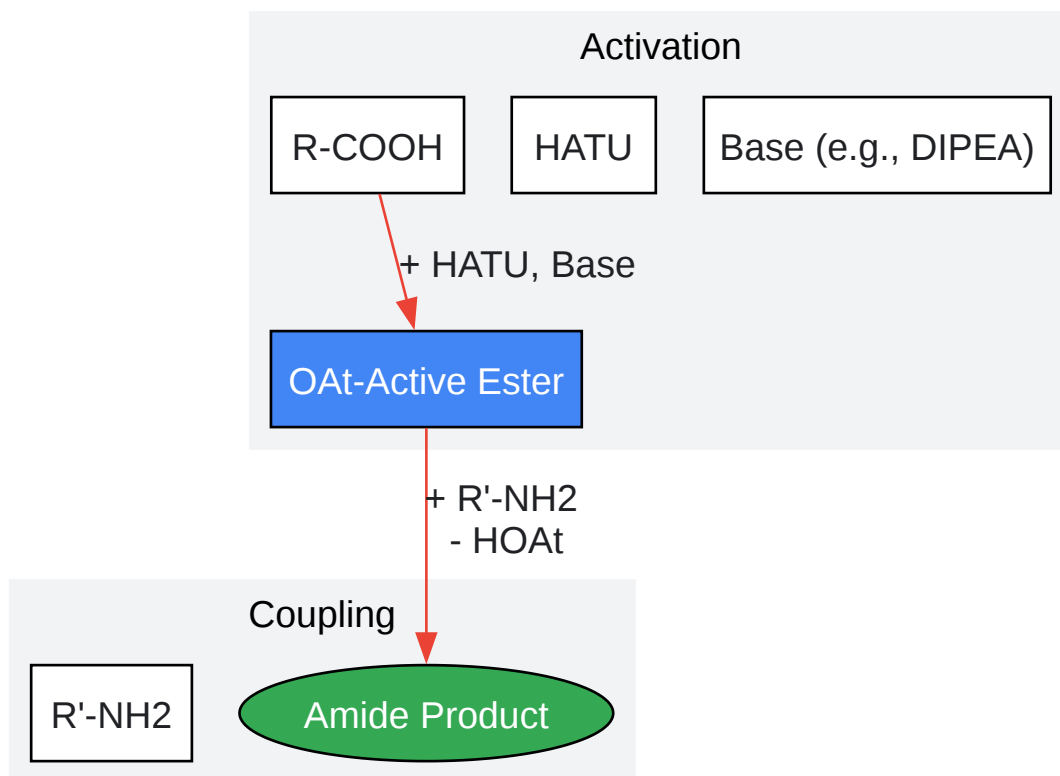 Activation
R-COOH
HATU
Base (e.g., DIPEA)
+ HATU, Base
OAt-Active Ester
+ R'-NH2
- HOAt
Coupling
R'-NH2
Amide Product